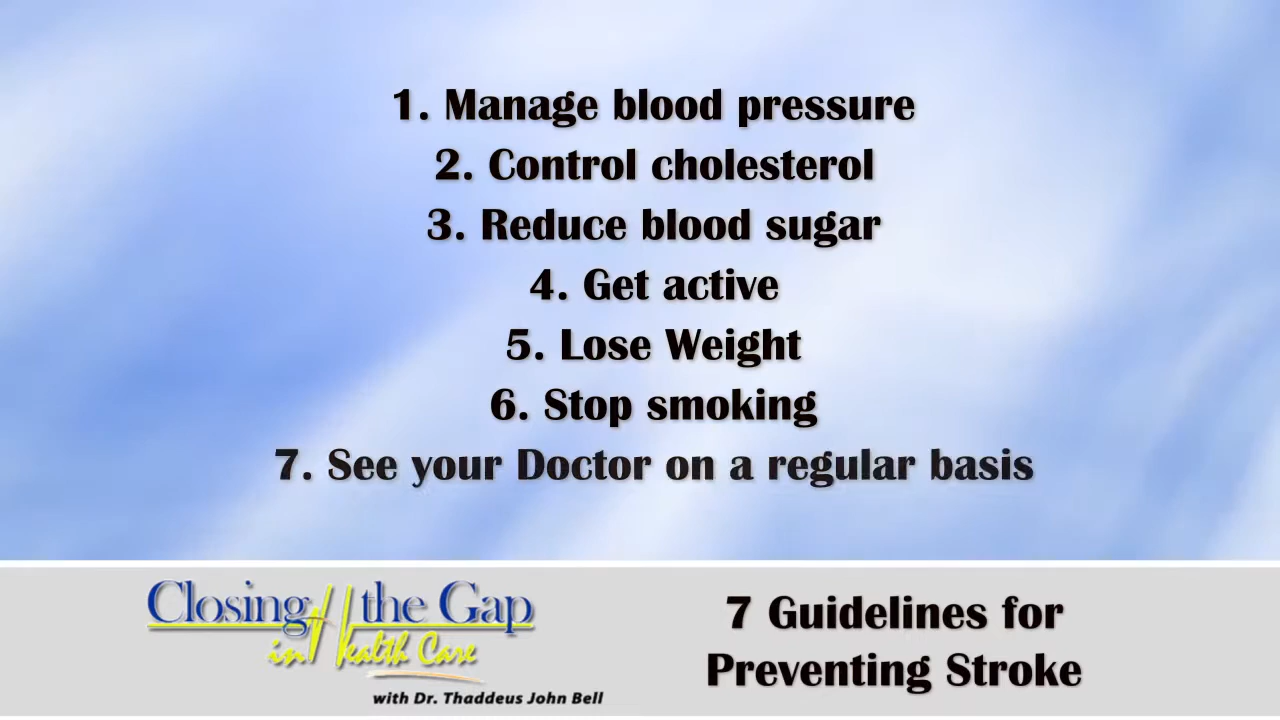 1. Manage blood pressure
2. Control cholesterol
3. Reduce blood sugar
4. Get active
5. Lose Weight
6. Stop smoking
7. See your Doctor on a regular basis
Closing the Gap
in Health Care
with Dr. Thaddeus John Bell
7 Guidelines for
Preventing Stroke